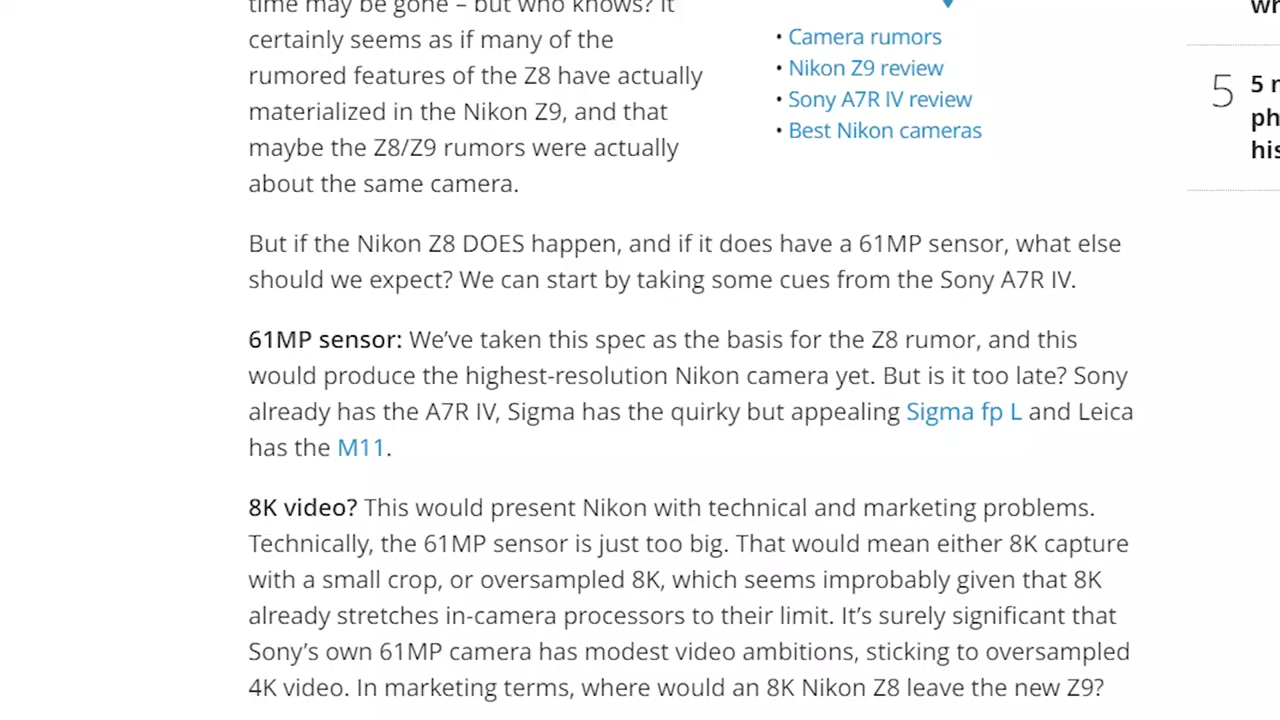 time may be gone – but who knows? It
certainly seems as if many of the
rumored features of the Z8 have actually
materialized in the Nikon Z9, and that
maybe the Z8/Z9 rumors were actually
about the same camera.
• Camera rumors
• Nikon Z9 review
• Sony A7R IV review
• Best Nikon cameras
But if the Nikon Z8 DOES happen, and if it does have a 61MP sensor, what else
should we expect? We can start by taking some cues from the Sony A7R IV.
61MP sensor: We’ve taken this spec as the basis for the Z8 rumor, and this
would produce the highest-resolution Nikon camera yet. But is it too late? Sony
already has the A7R IV, Sigma has the quirky but appealing Sigma fp L and Leica
has the M11.
8K video? This would present Nikon with technical and marketing problems.
Technically, the 61MP sensor is just too big. That would mean either 8K capture
with a small crop, or oversampled 8K, which seems improbably given that 8K
already stretches in-camera processors to their limit. It’s surely significant that
Sony’s own 61MP camera has modest video ambitions, sticking to oversampled
4K video. In marketing terms, where would an 8K Nikon Z8 leave the new Z9?
5
5